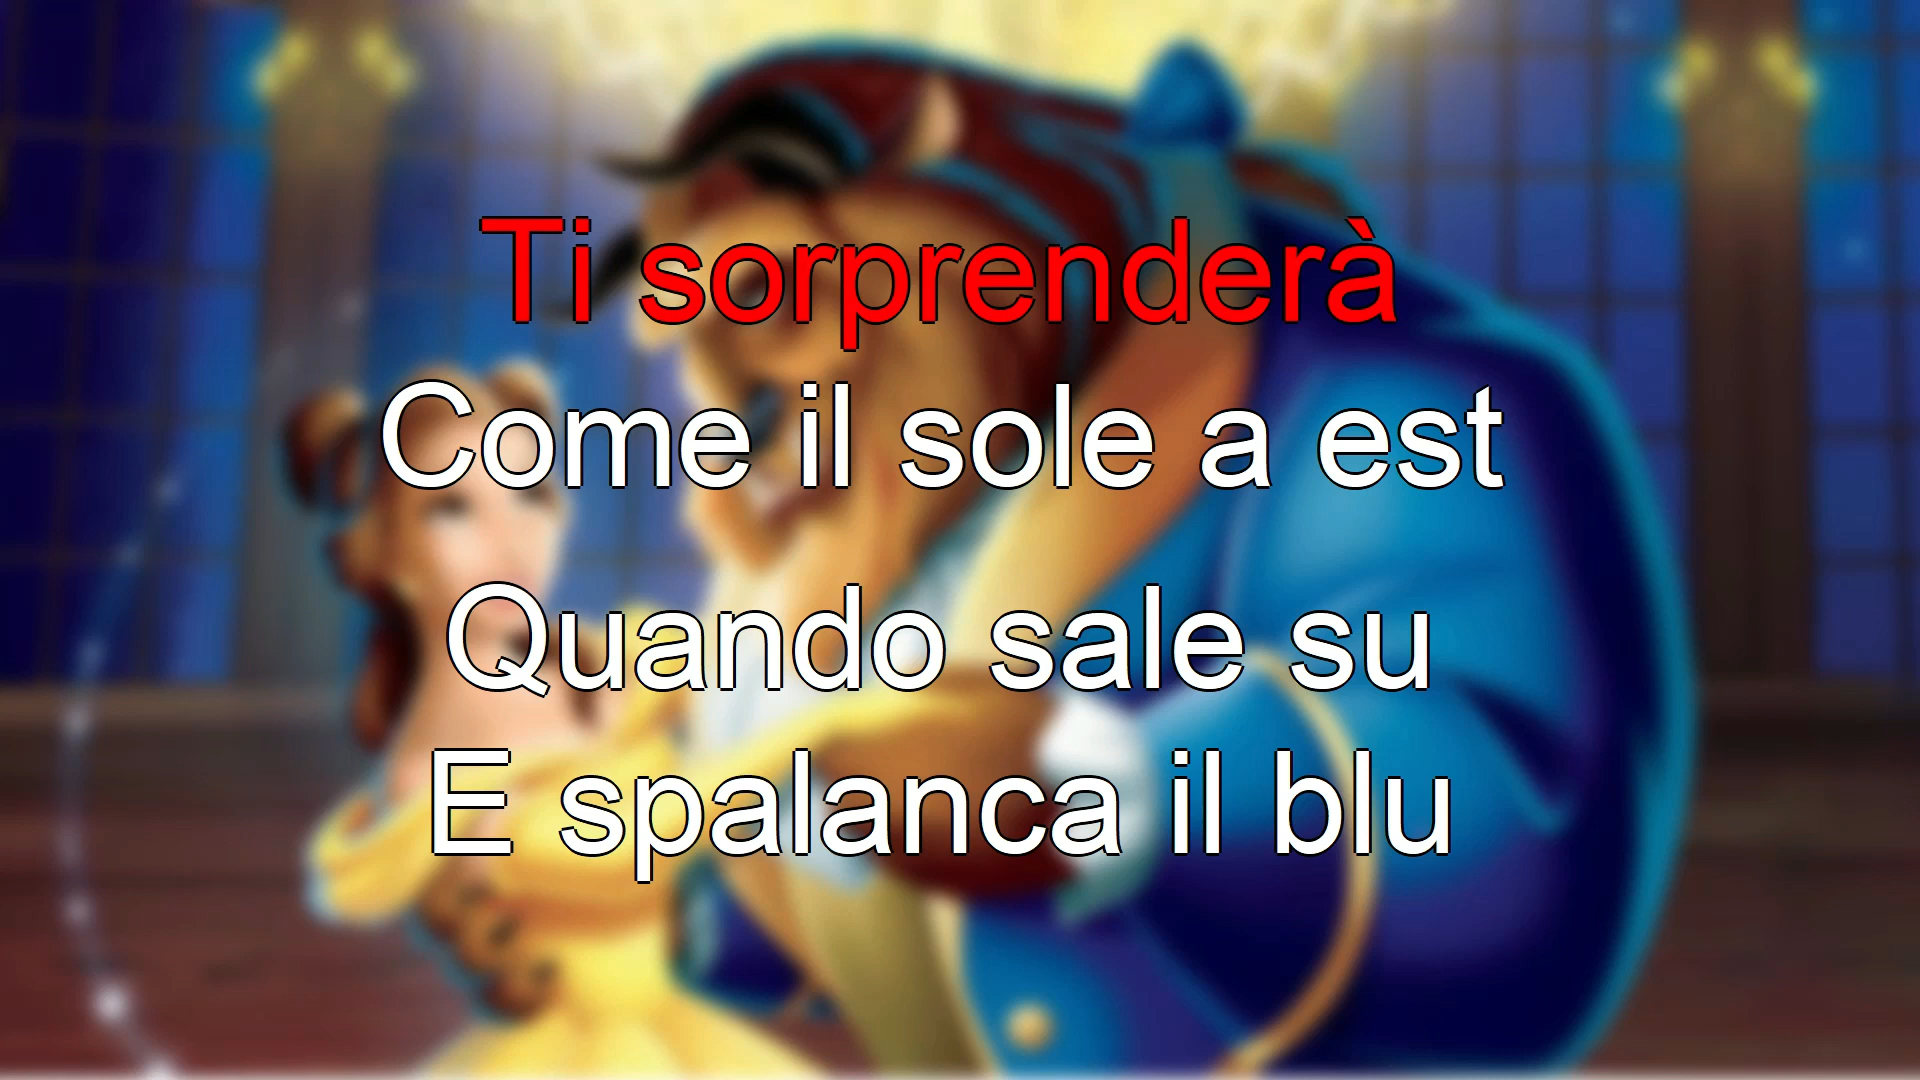 Ti sorprenderà
Come il sole a est
Quando sale su
E spalanca il blu